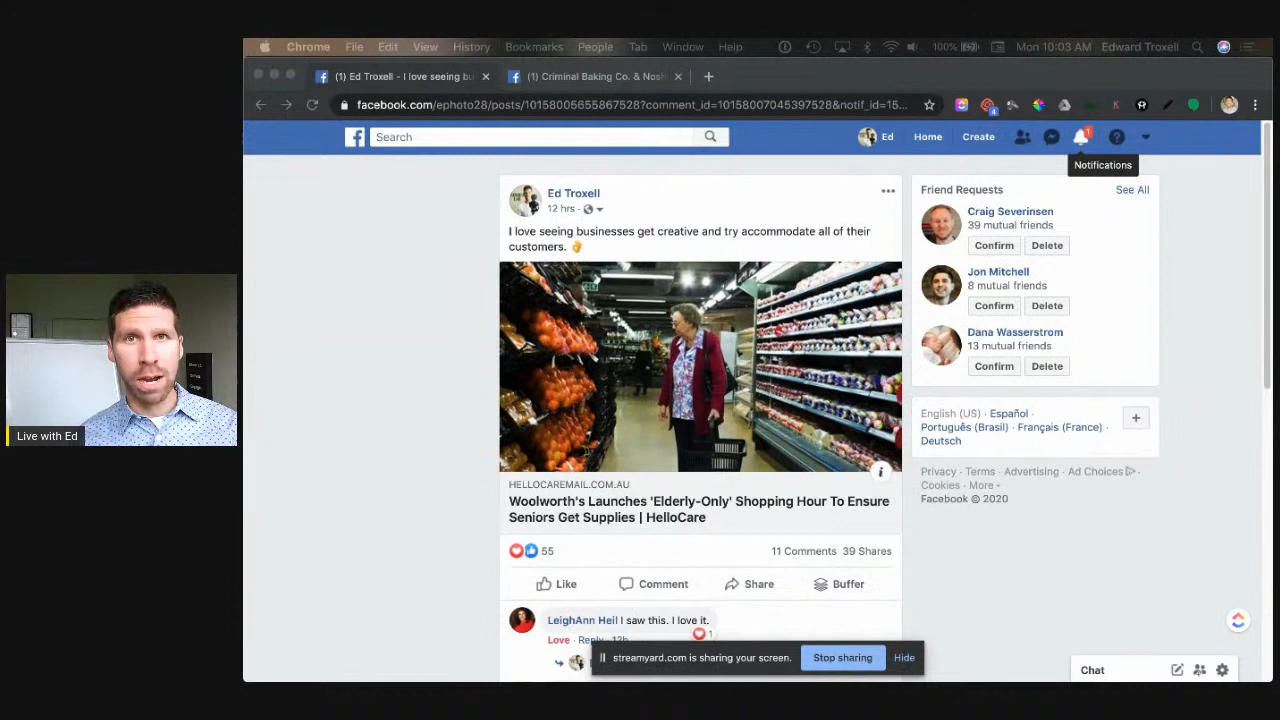 Chrome File Edit View History Bookmarks People Tab Window Help 100% Mon 10:03 AM Edward Troxell
(1) Ed Troxell - I love seeing bu
(1) Criminal Baking Co. & Nosh
facebook.com/ephoto28/posts/10158005655867528?comment_id=10158007045397528&notif_id=15...
Search
Ed Home Create
1
Notifications
Ed Troxell
12 hrs ·
I love seeing businesses get creative and try accommodate all of their
customers.
HELLOCAREMAIL.COM.AU
Woolworth's Launches 'Elderly-Only' Shopping Hour To Ensure
Seniors Get Supplies | HelloCare
55
11 Comments 39 Shares
Like Comment Share Buffer
LeighAnn Heil I saw this. I love it.
1
Love · Reply · 12h
Friend Requests See All
Craig Severinsen
39 mutual friends
Confirm Delete
Jon Mitchell
8 mutual friends
Confirm Delete
Dana Wasserstrom
13 mutual friends
Confirm Delete
English (US) · Español ·
Português (Brasil) · Français (France) ·
Deutsch
Privacy · Terms · Advertising · Ad Choices ·
Cookies · More
Facebook © 2020
Live with Ed
streamyard.com is sharing your screen. Stop sharing Hide
Chat